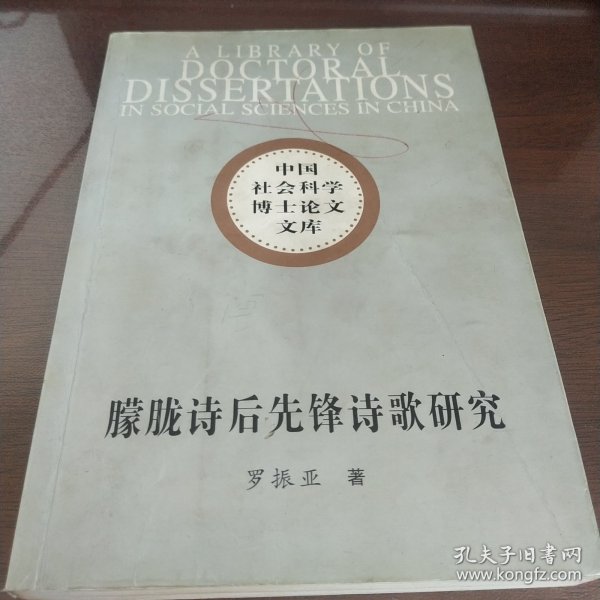 A LIBRARY OF
DOCTORAL
DISSERTATIONS
IN SOCIAL SCIENCES IN CHINA
中国
社会科学
博士论文
文库
朦胧诗后先锋诗歌研究
罗振亚 著
孔夫子旧书网
www.kongfz.com